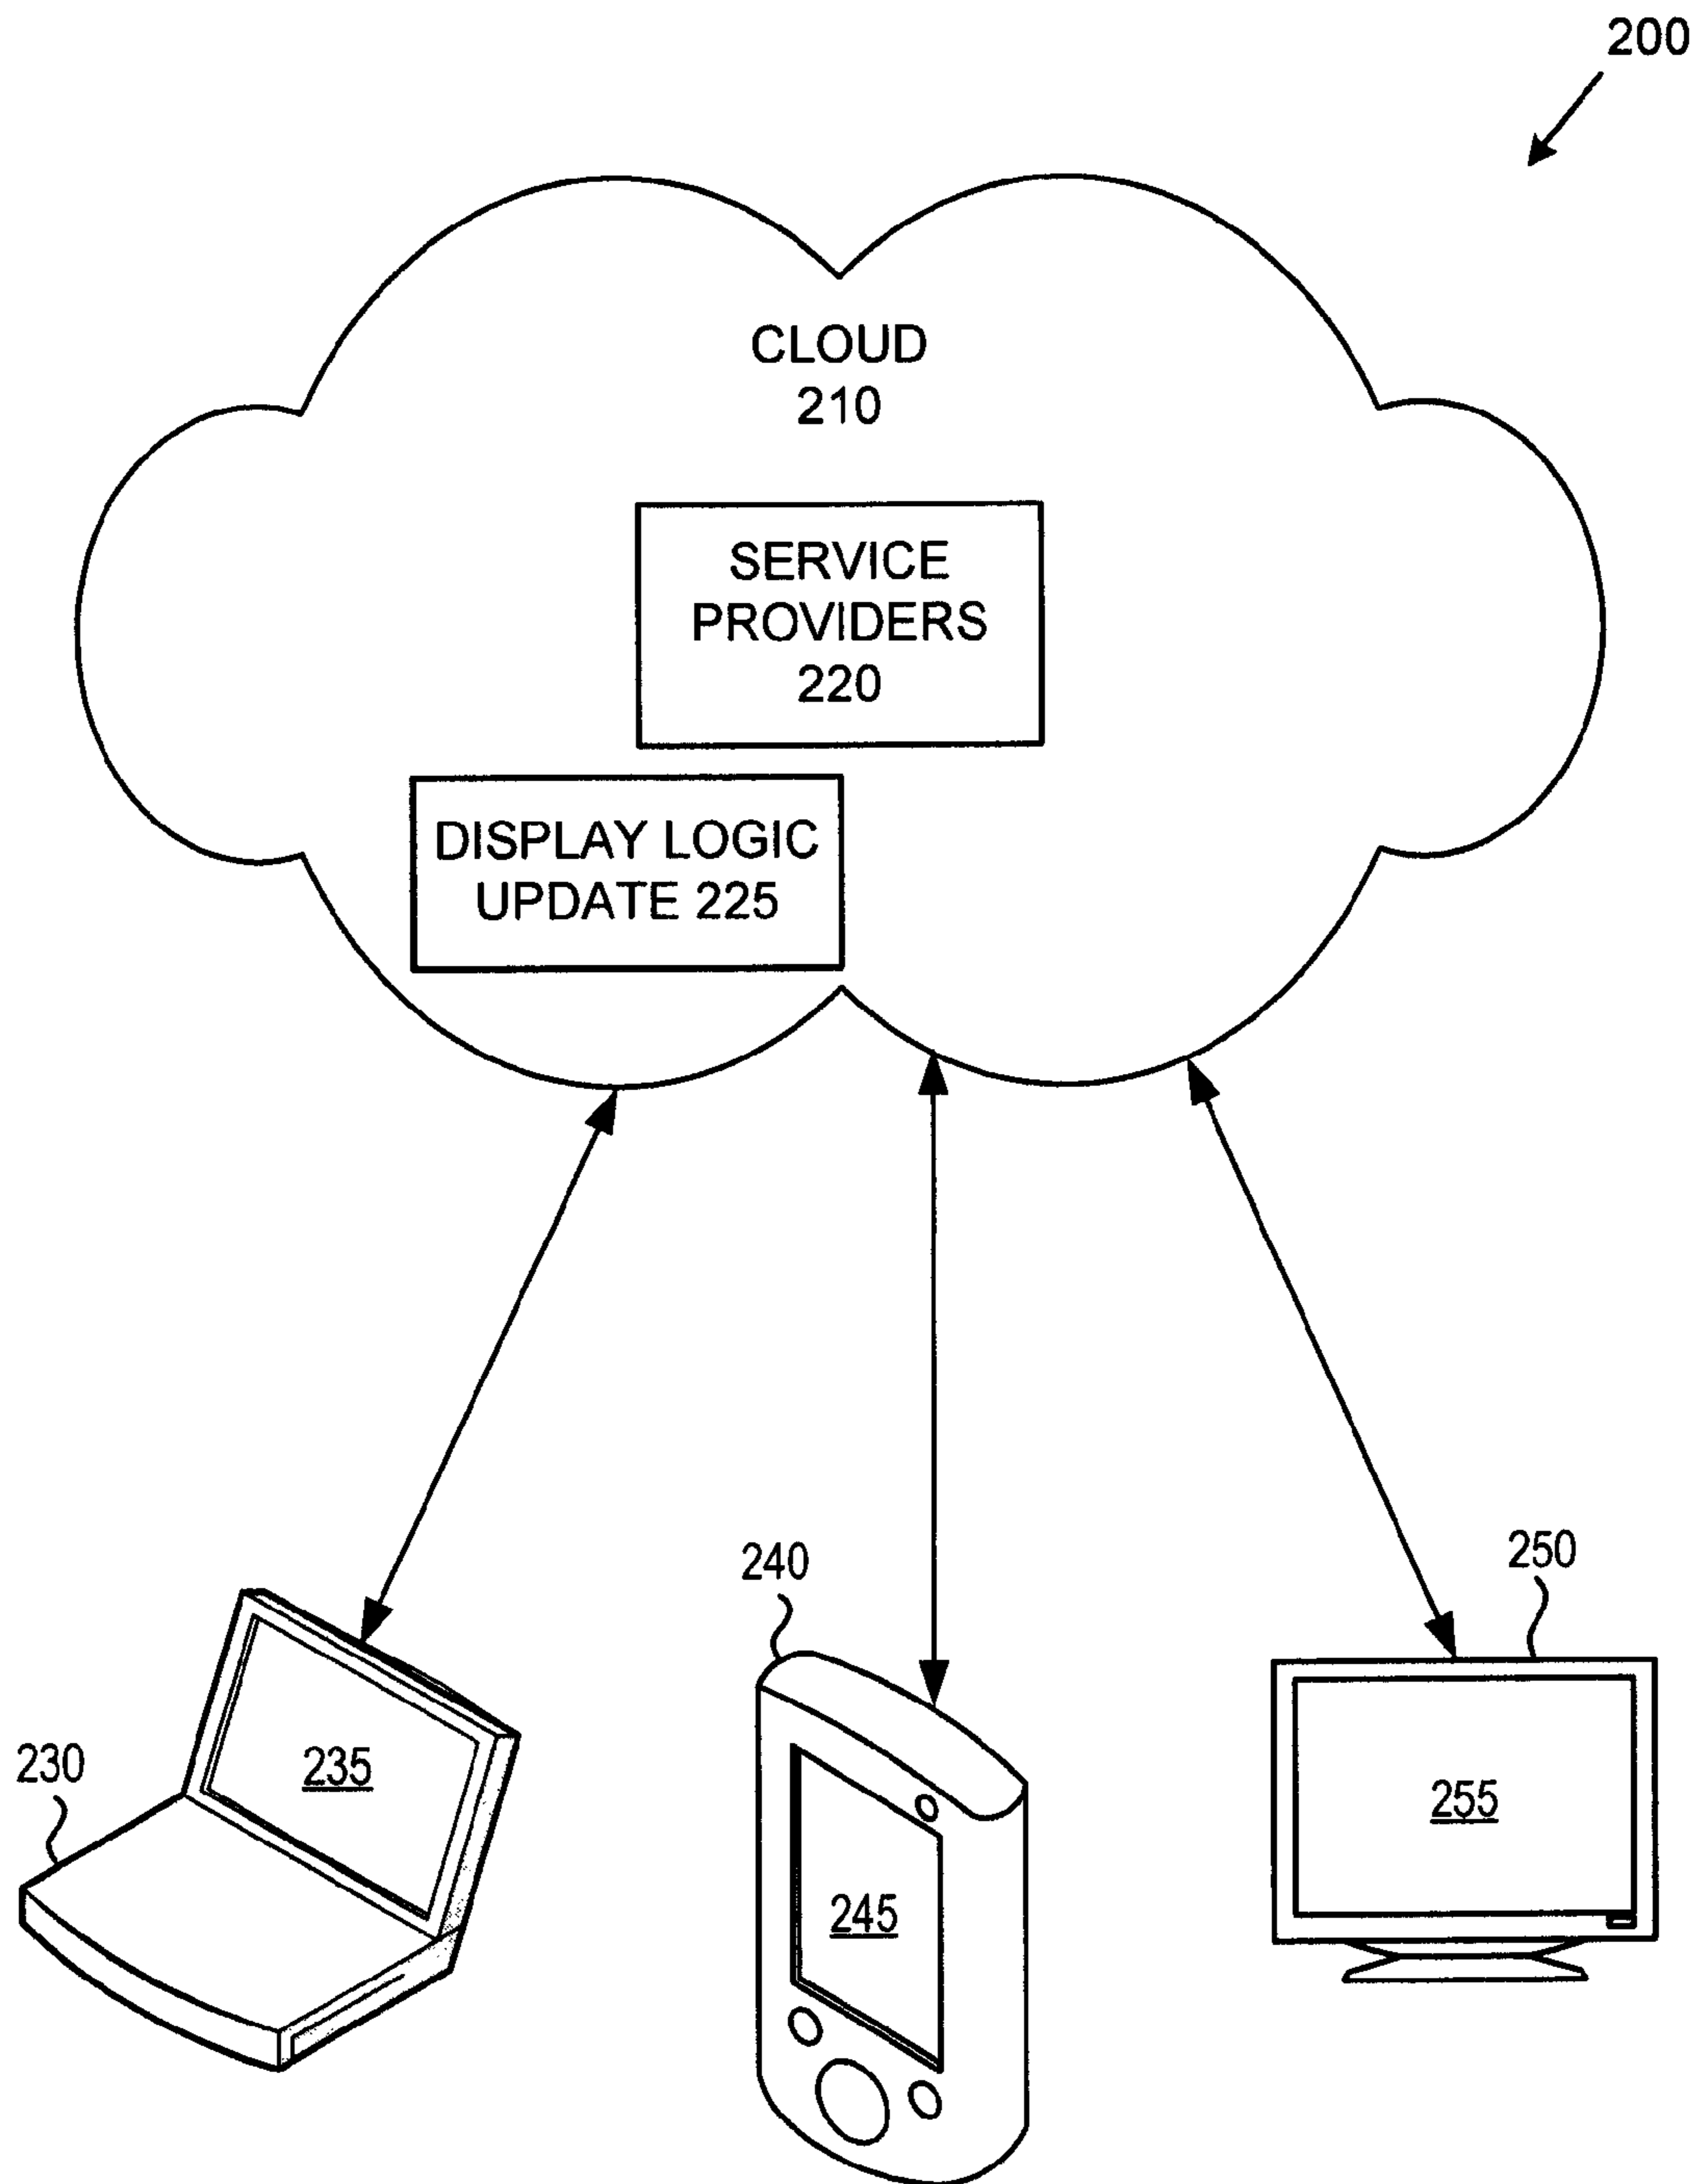 200
CLOUD
210
SERVICE
PROVIDERS
220
DISPLAY LOGIC
UPDATE 225
240
250
230
235
255
245